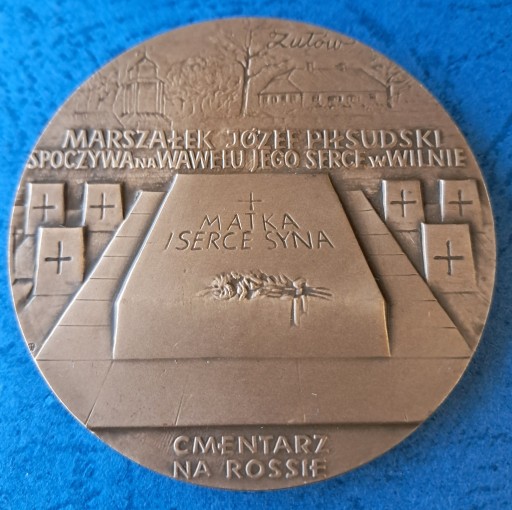 Zułów
MARSZAŁEK JÓZEF PIŁSUDSKI
SPOCZYWA NA WAWELU JEGO SERCE W WILNIE
MATKA
I SERCE SYNA
CMENTARZ
NA ROSSIE